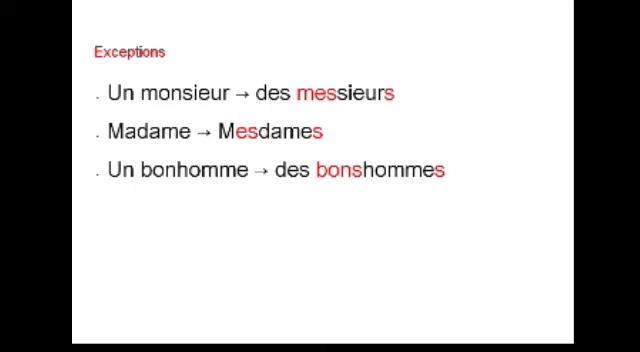 Exceptions
. Un monsieur → des messieurs
. Madame → Mesdames
. Un bonhomme → des bonshommes